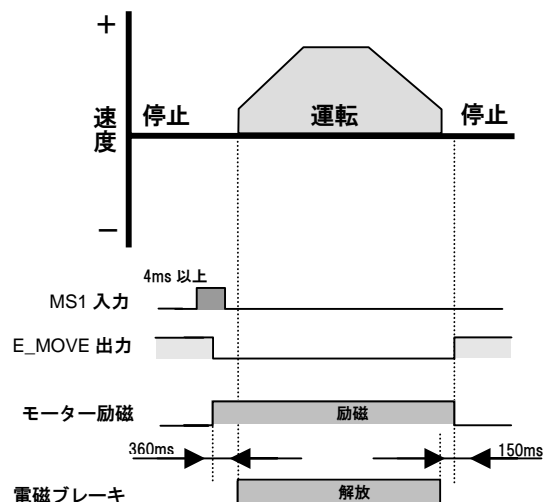 +
速度
停止
運転
停止
−
4ms 以上
MS1 入力
E_MOVE 出力
モーター励磁
励磁
360ms
150ms
電磁ブレーキ
解放